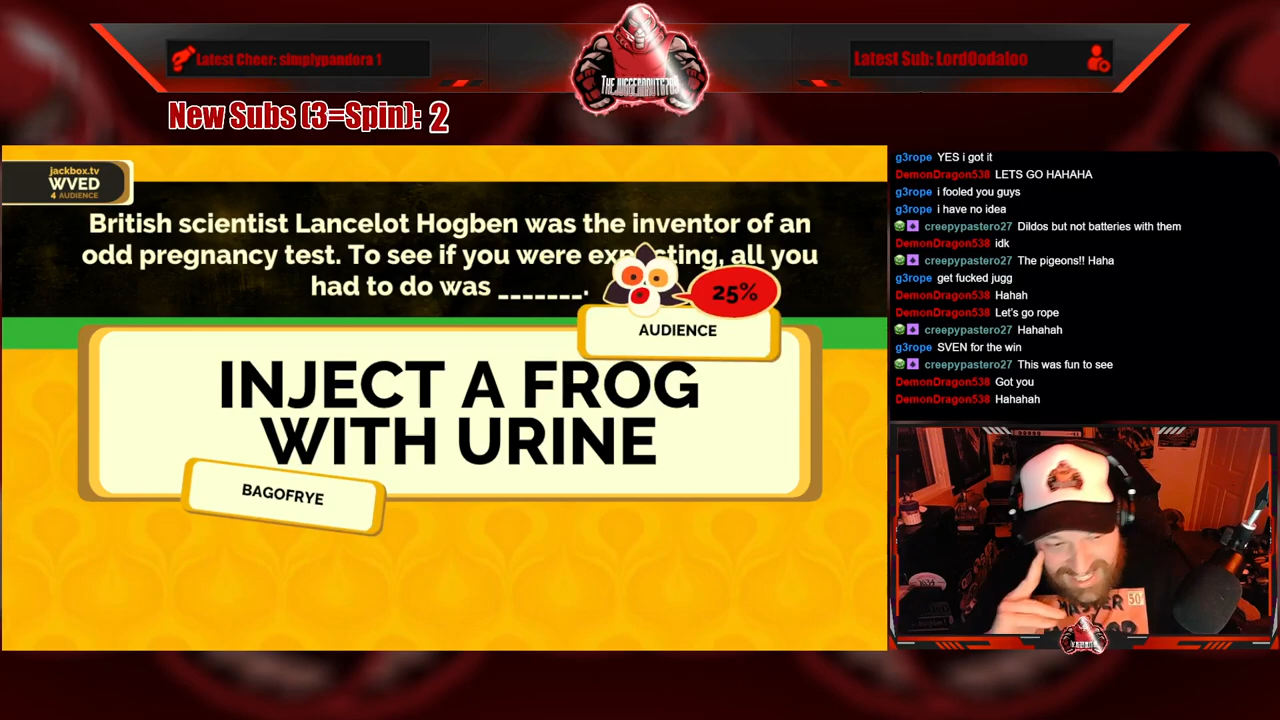 Latest Cheer: simplypandora 1
THEJUGGERNAUT6789
Latest Sub: LordOodaloo
New Subs (3=Spin): 2
jackbox.tv
WVED
4 AUDIENCE
British scientist Lancelot Hogben was the inventor of an
odd pregnancy test. To see if you were expecting, all you
had to do was _______.
25%
AUDIENCE
INJECT A FROG
WITH URINE
BAGOFRYE
g3rope YES i got it
DemonDragon538 LETS GO HAHAHA
g3rope i fooled you guys
g3rope i have no idea
creepypastero27 Dildos but not batteries with them
DemonDragon538 idk
creepypastero27 The pigeons!! Haha
g3rope get fucked jugg
DemonDragon538 Hahah
DemonDragon538 Let's go rope
creepypastero27 Hahahah
g3rope SVEN for the win
creepypastero27 This was fun to see
DemonDragon538 Got you
DemonDragon538 Hahahah
MASTER
50¢